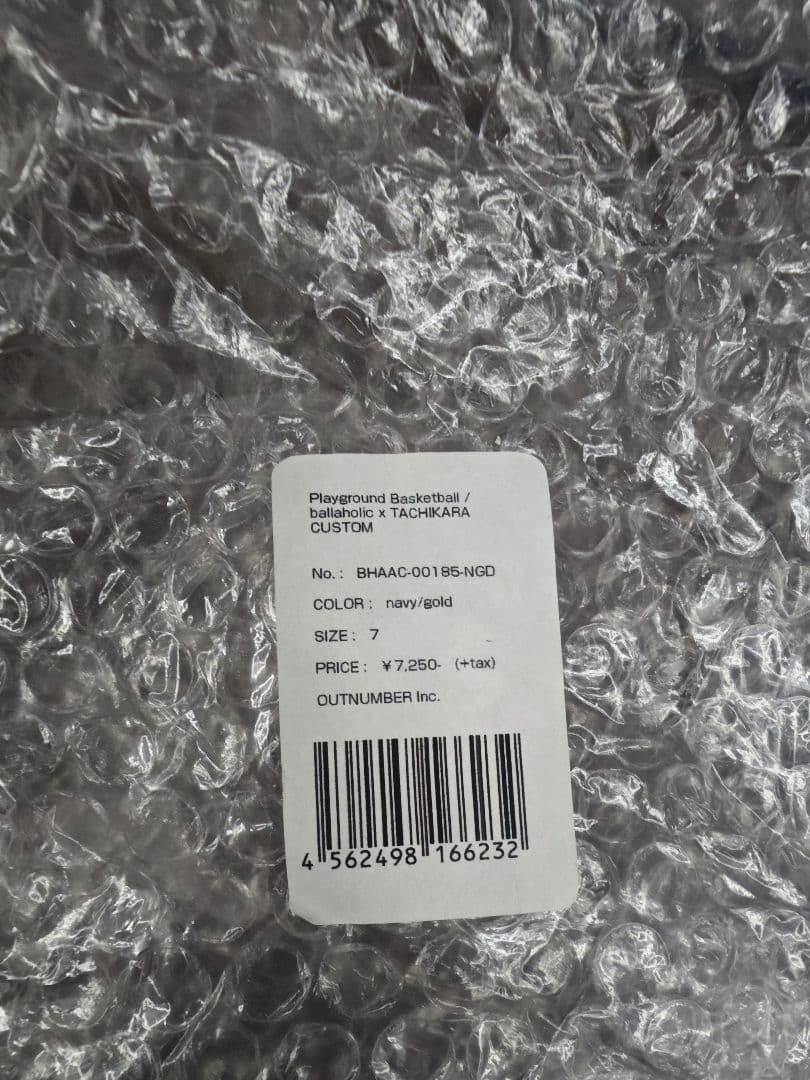 Playground Basketball /
ballaholic x TACHIKARA
CUSTOM
No. : BHAAC-00185-NGD
COLOR : navy/gold
SIZE : 7
PRICE : ¥7,250- (+tax)
OUTNUMBER Inc.
4 562498 166232